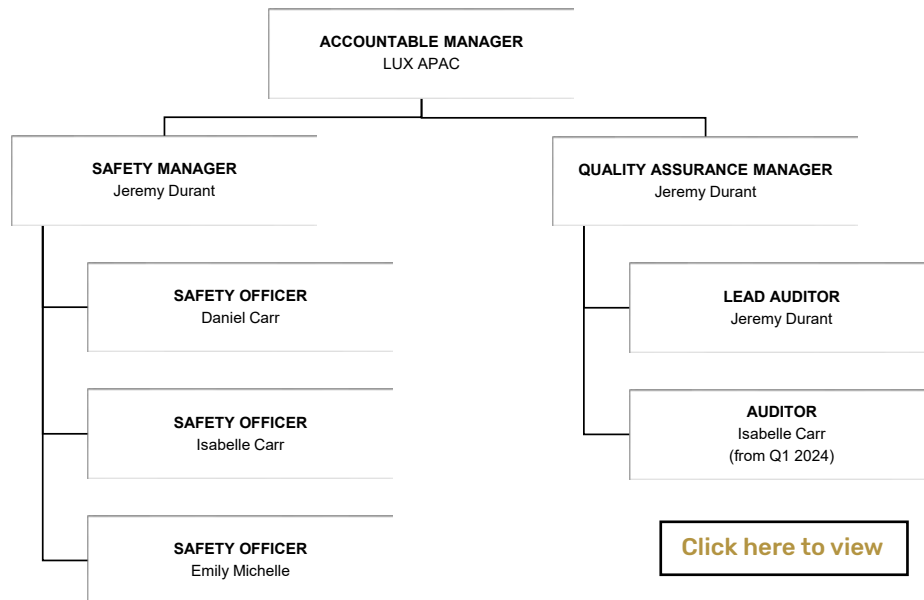 ACCOUNTABLE MANAGER
LUX APAC
SAFETY MANAGER
Jeremy Durant
QUALITY ASSURANCE MANAGER
Jeremy Durant
SAFETY OFFICER
Daniel Carr
LEAD AUDITOR
Jeremy Durant
SAFETY OFFICER
Isabelle Carr
AUDITOR
Isabelle Carr
(from Q1 2024)
SAFETY OFFICER
Emily Michelle
Click here to view